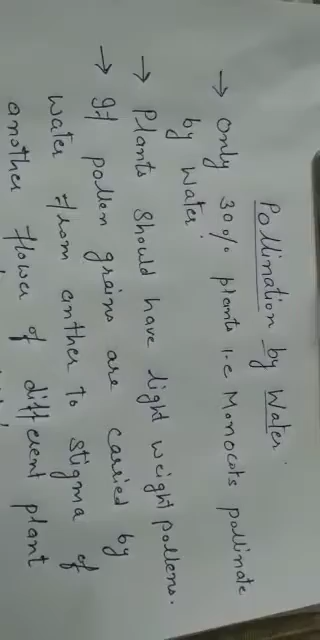 Pollination by Water.
→ Only 30% plants i.e Monocots pollinate
by Water.
→ Plants Should have light weight pollens.
→ If pollen grains are carried by
Water from anther to stigma of
another flower of different plant